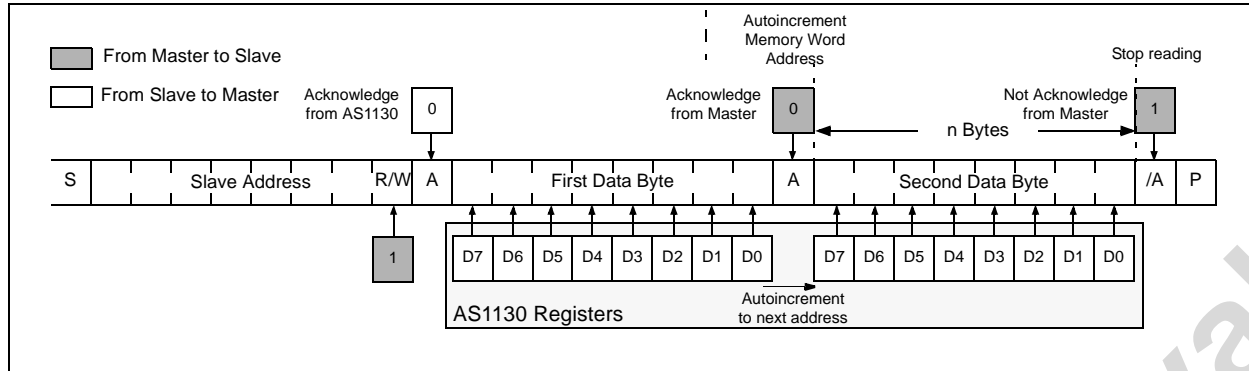 Autoincrement
Memory Word
Address
From Master to Slave
Stop reading
From Slave to Master
Acknowledge
from AS1130
0
Acknowledge
from Master
0
n Bytes
Not Acknowledge
from Master
1
S Slave Address R/W A First Data Byte A Second Data Byte /A P
1
D7 D6 D5 D4 D3 D2 D1 D0 D7 D6 D5 D4 D3 D2 D1 D0
Autoincrement
to next address
AS1130 Registers